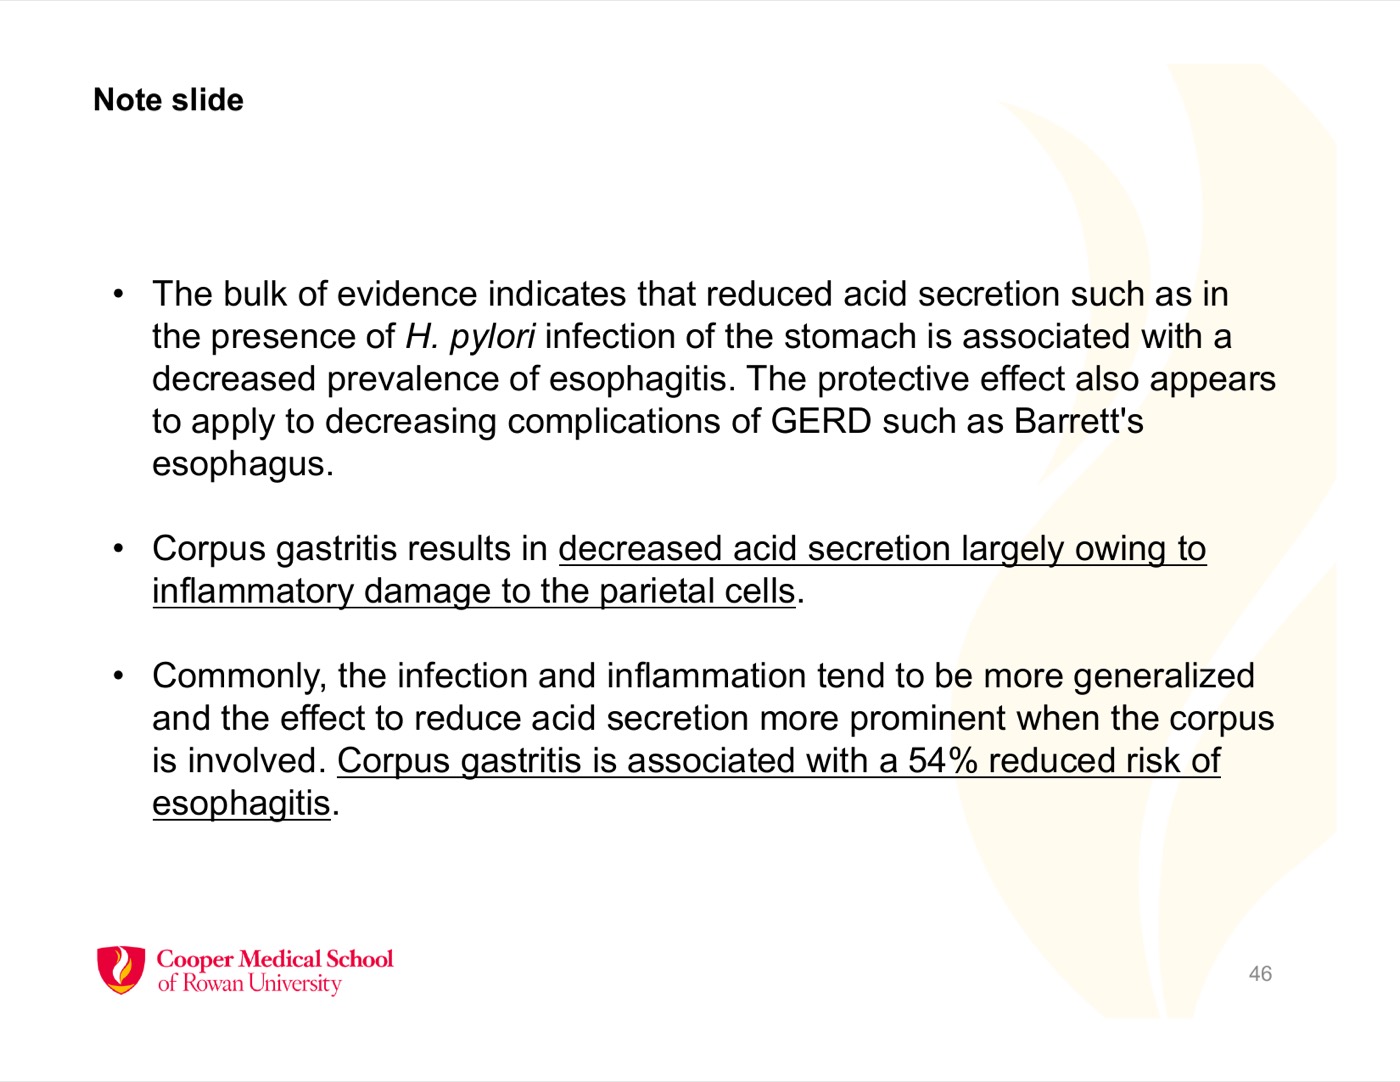 Note slide
• The bulk of evidence indicates that reduced acid secretion such as in
the presence of H. pylori infection of the stomach is associated with a
decreased prevalence of esophagitis. The protective effect also appears
to apply to decreasing complications of GERD such as Barrett's
esophagus.
• Corpus gastritis results in decreased acid secretion largely owing to
inflammatory damage to the parietal cells.
• Commonly, the infection and inflammation tend to be more generalized
and the effect to reduce acid secretion more prominent when the corpus
is involved. Corpus gastritis is associated with a 54% reduced risk of
esophagitis.
Cooper Medical School
of Rowan University
46